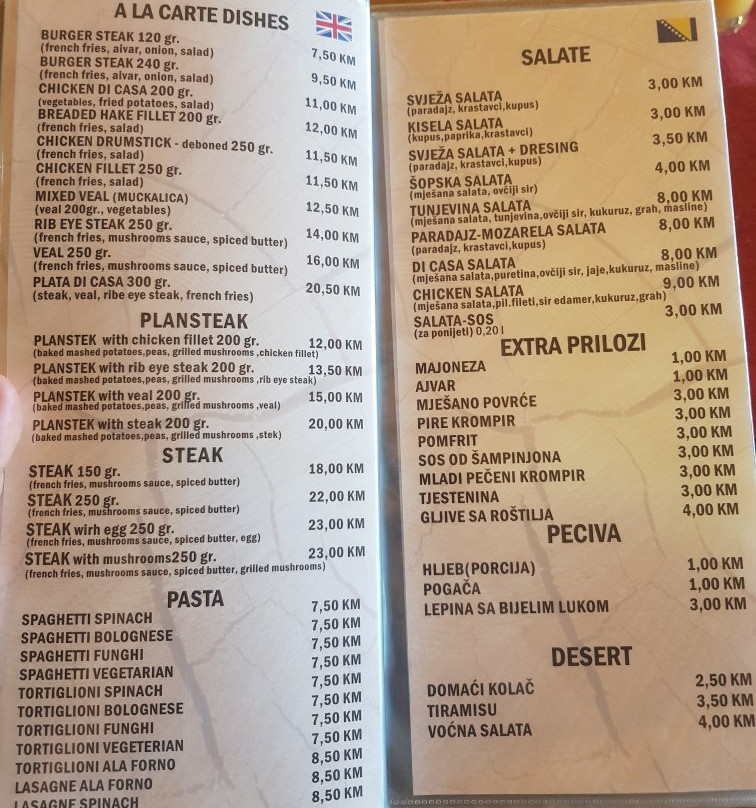 A LA CARTE DISHES
BURGER STEAK 120 gr. 7,50 KM
(french fries, aivar, onion, salad)
BURGER STEAK 240 gr. 9,50 KM
(french fries, aivar, onion, salad)
CHICKEN DI CASA 200 gr. 11,00 KM
(vegetables, fried potatoes, salad)
BREADED HAKE FILLET 200 gr. 12,00 KM
(french fries, salad)
CHICKEN DRUMSTICK - deboned 250 gr. 11,50 KM
(french fries, salad)
CHICKEN FILLET 250 gr. 11,50 KM
(french fries, salad)
MIXED VEAL (MUCKALICA) 12,50 KM
(veal 200gr., vegetables)
RIB EYE STEAK 250 gr. 14,00 KM
(french fries, mushrooms sauce, spiced butter)
VEAL 250 gr. 16,00 KM
(french fries, mushrooms sauce, spiced butter)
PLATA DI CASA 300 gr. 20,50 KM
(steak, veal, ribe eye steak, french fries)
PLANSTEAK
PLANSTEK with chicken fillet 200 gr. 12,00 KM
(baked mashed potatoes,peas, grilled mushrooms ,chicken fillet)
PLANSTEK with rib eye steak 200 gr. 13,50 KM
(baked mashed potatoes,peas, grilled mushrooms ,rib eye steak)
PLANSTEK with veal 200 gr. 15,00 KM
(baked mashed potatoes,peas, grilled mushrooms ,veal)
PLANSTEK with steak 200 gr. 20,00 KM
(baked mashed potatoes,peas, grilled mushrooms ,stek)
STEAK
STEAK 150 gr. 18,00 KM
(french fries, mushrooms sauce, spiced butter)
STEAK 250 gr. 22,00 KM
(french fries, mushrooms sauce, spiced butter)
STEAK wirh egg 250 gr. 23,00 KM
(french fries, mushrooms sauce, spiced butter, egg)
STEAK with mushrooms250 gr. 23,00 KM
(french fries, mushrooms sauce, spiced butter, grilled mushrooms)
PASTA
SPAGHETTI SPINACH 7,50 KM
SPAGHETTI BOLOGNESE 7,50 KM
SPAGHETTI FUNGHI 7,50 KM
SPAGHETTI VEGETARIAN 7,50 KM
TORTIGLIONI SPINACH 7,50 KM
TORTIGLIONI BOLOGNESE 7,50 KM
TORTIGLIONI FUNGHI 7,50 KM
TORTIGLIONI VEGETERIAN 7,50 KM
TORTIGLIONI ALA FORNO 8,50 KM
LASAGNE ALA FORNO 8,50 KM
LASAGNE SPINACH 8,50 KM
SALATE
SVJEŽA SALATA 3,00 KM
(paradajz, krastavci,kupus)
KISELA SALATA 3,00 KM
(kupus,paprika,krastavci)
SVJEŽA SALATA + DRESING 3,50 KM
(paradajz, krastavci,kupus)
ŠOPSKA SALATA 4,00 KM
(mješana salata, ovčiji sir)
TUNJEVINA SALATA 8,00 KM
(mješana salata, tunjevina,ovčiji sir, kukuruz, grah, masline)
PARADAJZ-MOZARELA SALATA 8,00 KM
(paradajz, krastavci,kupus)
DI CASA SALATA 8,00 KM
(mješana salata,puretina,ovčiji sir, jaje,kukuruz, masline)
CHICKEN SALATA 9,00 KM
(mješana salata,pil.fileti,sir edamer,kukuruz,grah)
SALATA-SOS 3,00 KM
(za ponijeti) 0,20 l
EXTRA PRILOZI
MAJONEZA 1,00 KM
AJVAR 1,00 KM
MJEŠANO POVRĆE 3,00 KM
PIRE KROMPIR 3,00 KM
POMFRIT 3,00 KM
SOS OD ŠAMPINJONA 3,00 KM
MLADI PEČENI KROMPIR 3,00 KM
TJESTENINA 3,00 KM
GLJIVE SA ROŠTILJA 4,00 KM
PECIVA
HLJEB(PORCIJA) 1,00 KM
POGAČA 1,00 KM
LEPINA SA BIJELIM LUKOM 3,00 KM
DESERT
DOMAĆI KOLAČ 2,50 KM
TIRAMISU 3,50 KM
VOĆNA SALATA 4,00 KM